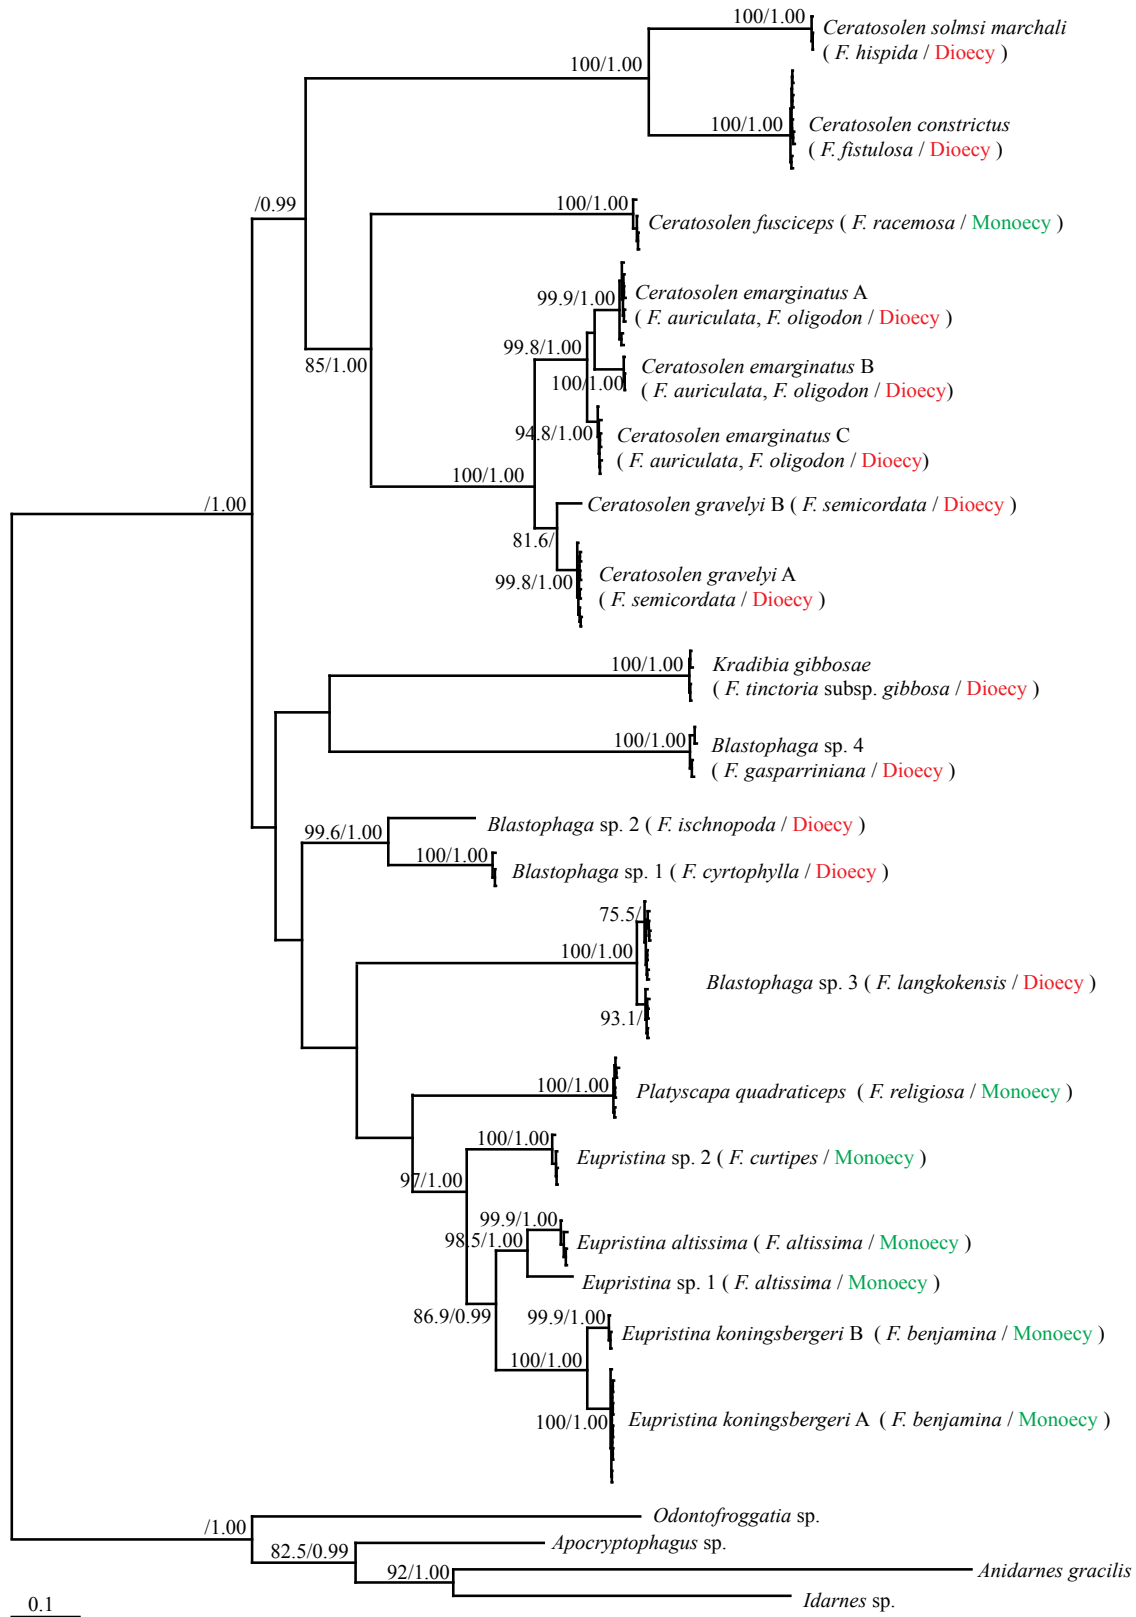 100/1.00
Ceratosolen solmsi marchali
( F. hispida / Dioecy )
100/1.00
100/1.00
Ceratosolen constrictus
( F. fistulosa / Dioecy )
/0.99
100/1.00
Ceratosolen fusciceps ( F. racemosa / Monoecy )
99.9/1.00
Ceratosolen emarginatus A
( F. auriculata, F. oligodon / Dioecy )
99.8/1.00
85/1.00
Ceratosolen emarginatus B
100/1.00
( F. auriculata, F. oligodon / Dioecy)
94.8/1.00
Ceratosolen emarginatus C
( F. auriculata, F. oligodon / Dioecy)
100/1.00
/1.00
Ceratosolen gravelyi B ( F. semicordata / Dioecy )
81.6/
99.8/1.00
Ceratosolen gravelyi A
( F. semicordata / Dioecy )
100/1.00
Kradibia gibbosae
( F. tinctoria subsp. gibbosa / Dioecy )
100/1.00
Blastophaga sp. 4
( F. gasparriniana / Dioecy )
99.6/1.00
Blastophaga sp. 2 ( F. ischnopoda / Dioecy )
100/1.00
Blastophaga sp. 1 ( F. cyrtophylla / Dioecy )
75.5/
100/1.00
Blastophaga sp. 3 ( F. langkokensis / Dioecy )
93.1/
100/1.00
Platyscapa quadraticeps ( F. religiosa / Monoecy )
100/1.00
Eupristina sp. 2 ( F. curtipes / Monoecy )
97/1.00
99.9/1.00
98.5/1.00
Eupristina altissima ( F. altissima / Monoecy )
Eupristina sp. 1 ( F. altissima / Monoecy )
86.9/0.99
99.9/1.00
Eupristina koningsbergeri B ( F. benjamina / Monoecy )
100/1.00
100/1.00
Eupristina koningsbergeri A ( F. benjamina / Monoecy )
Odontofroggatia sp.
/1.00
82.5/0.99
Apocryptophagus sp.
92/1.00
Anidarnes gracilis
Idarnes sp.
0.1